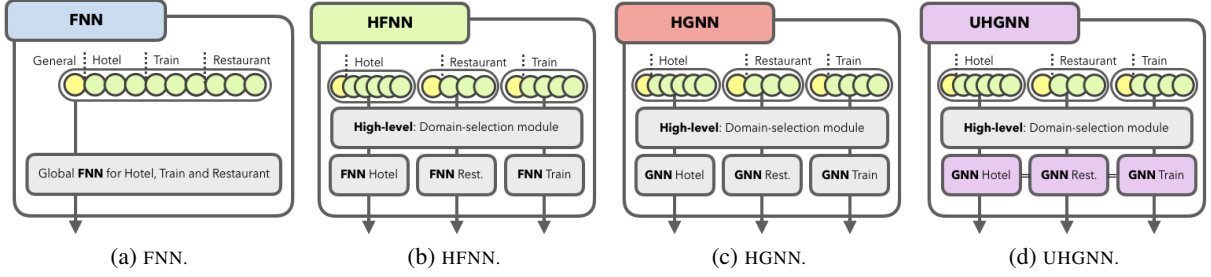 FNN
General Hotel Train Restaurant
Global FNN for Hotel, Train and Restaurant
(a) FNN.
HFNN
Hotel Restaurant Train
High-level: Domain-selection module
FNN Hotel FNN Rest. FNN Train
(b) HFNN.
HGNN
Hotel Restaurant Train
High-level: Domain-selection module
GNN Hotel GNN Rest. GNN Train
(c) HGNN.
UHGNN
Hotel Restaurant Train
High-level: Domain-selection module
GNN Hotel GNN Rest. GNN Train
(d) UHGNN.